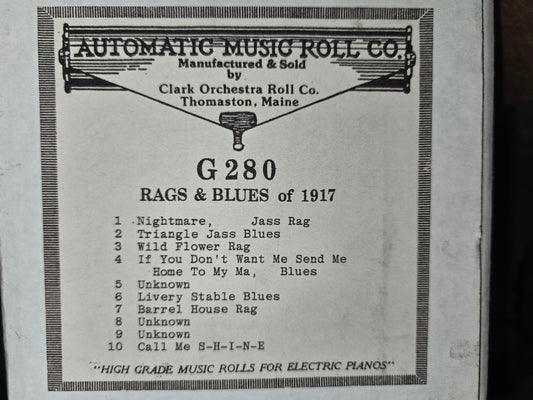 AUTOMATIC MUSIC ROLL CO.
Manufactured & Sold
by
Clark Orchestra Roll Co.
Thomaston, Maine
G 280
RAGS & BLUES of 1917
1 Nightmare, Jass Rag
2 Triangle Jass Blues
3 Wild Flower Rag
4 If You Don't Want Me Send Me
Home To My Ma, Blues
5 Unknown
6 Livery Stable Blues
7 Barrel House Rag
8 Unknown
9 Unknown
10 Call Me S-H-I-N-E
"HIGH GRADE MUSIC ROLLS FOR ELECTRIC PIANOS"